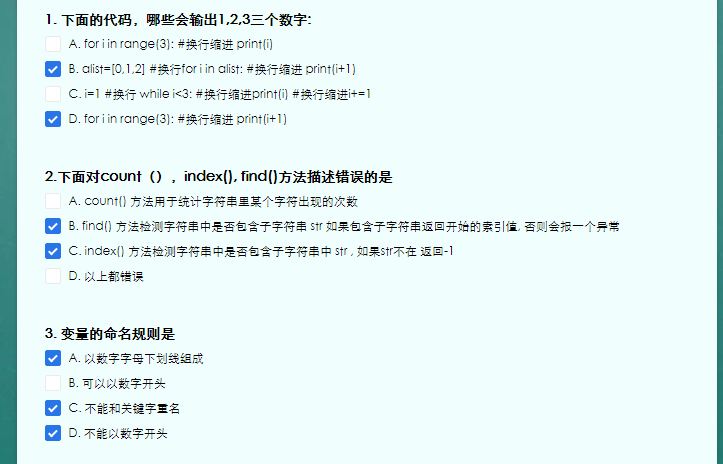 1. 下面的代码，哪些会输出1,2,3三个数字:
A. for i in range(3): #换行缩进 print(i)
B. alist=[0,1,2] #换行for i in alist: #换行缩进 print(i+1)
C. i=1 #换行 while i<3: #换行缩进print(i) #换行缩进i+=1
D. for i in range(3): #换行缩进 print(i+1)
2.下面对count（），index(), find()方法描述错误的是
A. count() 方法用于统计字符串里某个字符出现的次数
B. find() 方法检测字符串中是否包含子字符串 str 如果包含子字符串返回开始的索引值, 否则会报一个异常
C. index() 方法检测字符串中是否包含子字符串中 str , 如果str不在 返回-1
D. 以上都错误
3. 变量的命名规则是
A. 以数字字母下划线组成
B. 可以以数字开头
C. 不能和关键字重名
D. 不能以数字开头